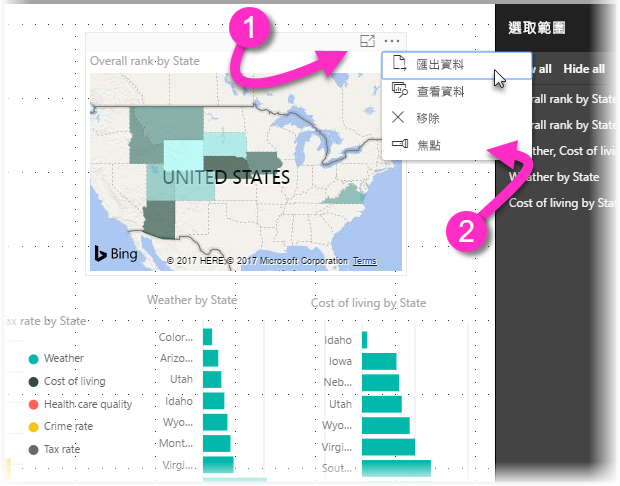 1
選取範圍
Overall rank by State
匯出資料
all Hide all
查看資料
rall rank by State
移除
rall rank by Sta
焦點
ther, Cost of livi
UNITED STATES
Weather by State
2
Cost of living by Stat
Bing
© 2017 HERE © 2017 Microsoft Corporation Terms
Weather by State
Cost of living by State
ax rate by State
Weather
Cost of living
Health care quality
Crime rate
Tax rate
Color...
Arizo...
Utah
Idaho
Wyo...
Mont...
Virgi...
Idaho
Iowa
Neb...
Utah
Wyo...
Virgi...
Sout...